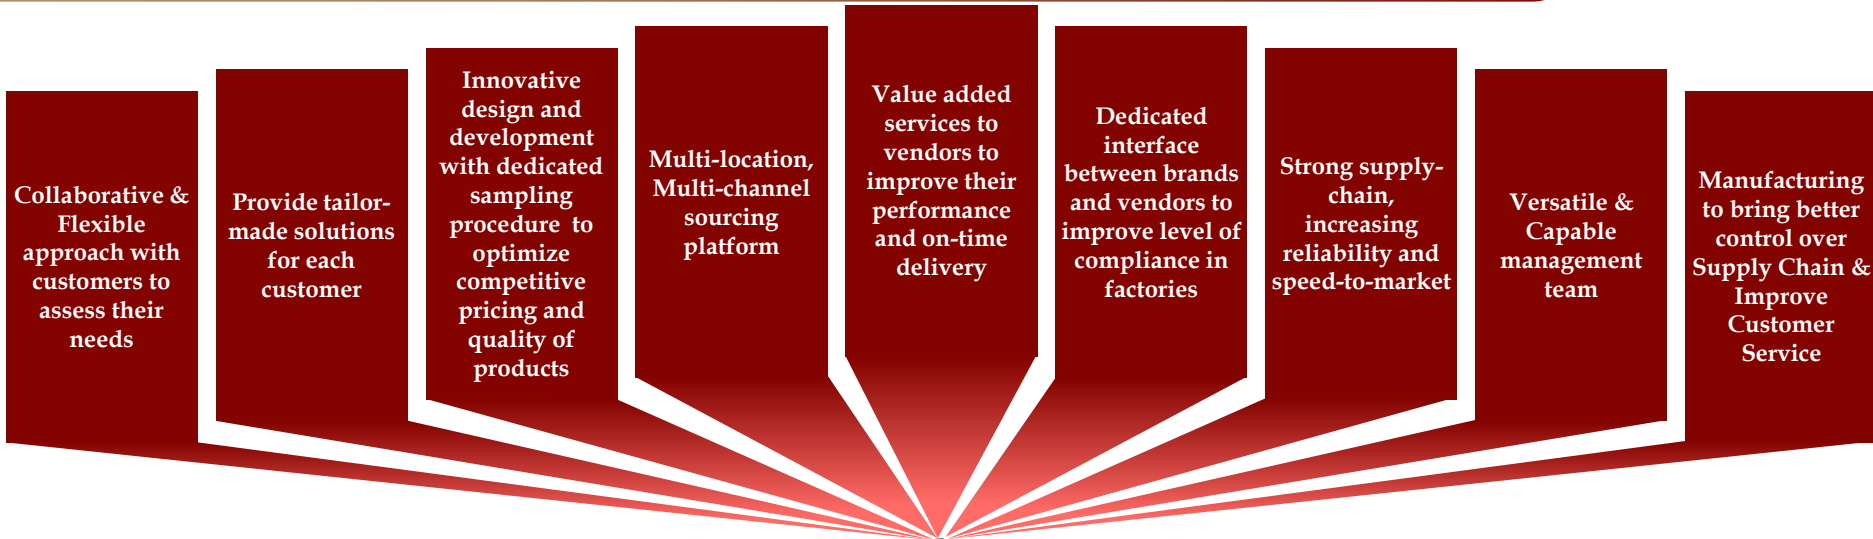 Collaborative &
Flexible
approach with
customers to
assess their
needs
Provide tailor-
made solutions
for each
customer
Innovative
design and
development
with dedicated
sampling
procedure to
optimize
competitive
pricing and
quality of
products
Multi-location,
Multi-channel
sourcing
platform
Value added
services to
vendors to
improve their
performance
and on-time
delivery
Dedicated
interface
between brands
and vendors to
improve level of
compliance in
factories
Strong supply-
chain,
increasing
reliability and
speed-to-market
Versatile &
Capable
management
team
Manufacturing
to bring better
control over
Supply Chain &
Improve
Customer
Service